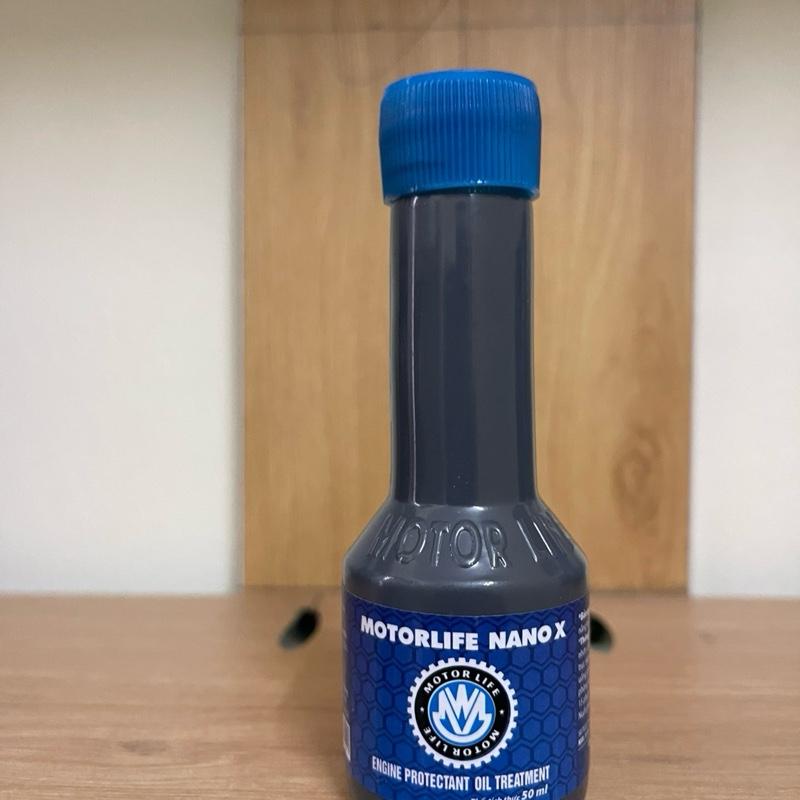 MOTOR LI
MOTORLIFE NANO X
MOTOR LIFE
MOTOR LIFE
ENGINE PROTECTANT OIL TREATMENT
50 ml